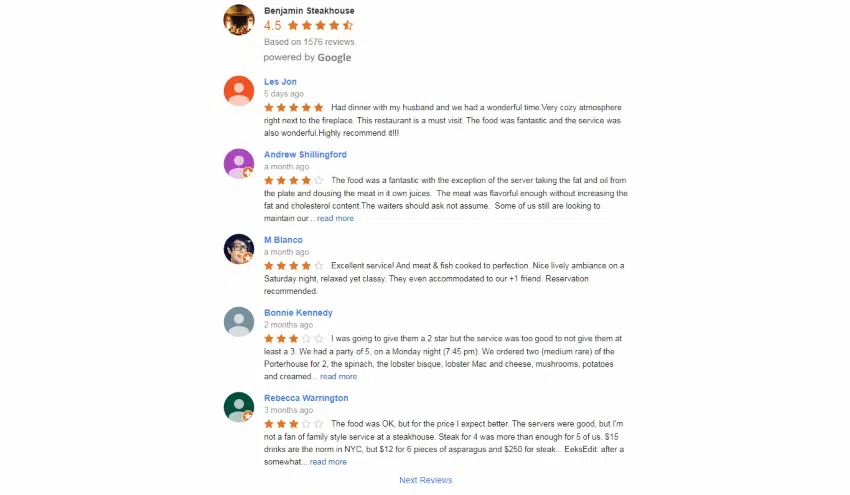 Benjamin Steakhouse
4.5
Based on 1576 reviews
powered by Google
Les Jon
5 days ago
Had dinner with my husband and we had a wonderful time.Very cozy atmosphere
right next to the fireplace. This restaurant is a must visit. The food was fantastic and the service was
also wonderful.Highly recommend it!!!
Andrew Shillingford
a month ago
The food was a fantastic with the exception of the server taking the fat and oil from
the plate and dousing the meat in it own juices. The meat was flavorful enough without increasing the
fat and cholesterol content.The waiters should ask not assume. Some of us still are looking to
maintain our... read more
M Blanco
a month ago
Excellent service! And meat & fish cooked to perfection. Nice lively ambiance on a
Saturday night, relaxed yet classy. They even accommodated to our +1 friend. Reservation
recommended.
Bonnie Kennedy
2 months ago
I was going to give them a 2 star but the service was too good to not give them at
least a 3. We had a party of 5, on a Monday night (7:45 pm). We ordered two (medium rare) of the
Porterhouse for 2, the spinach, the lobster bisque, lobster Mac and cheese, mushrooms, potatoes
and creamed... read more
Rebecca Warrington
3 months ago
The food was OK, but for the price I expect better. The servers were good, but I'm
not a fan of family style service at a steakhouse. Steak for 4 was more than enough for 5 of us. $15
drinks are the norm in NYC, but $12 for 6 pieces of asparagus and $250 for steak... EeksEdit: after a
somewhat... read more
Next Reviews